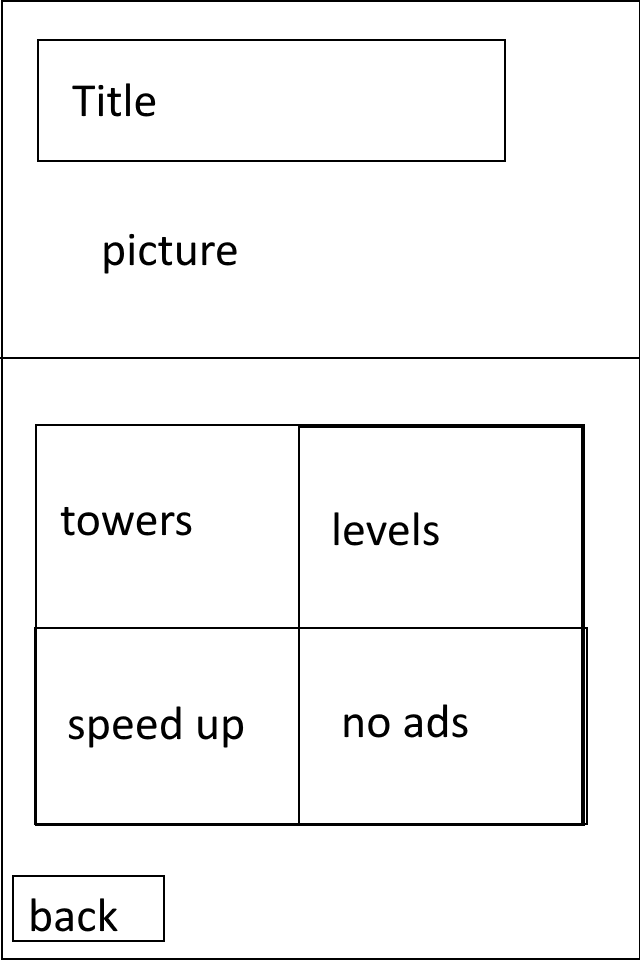 Title
picture
towers
levels
speed up
no ads
back